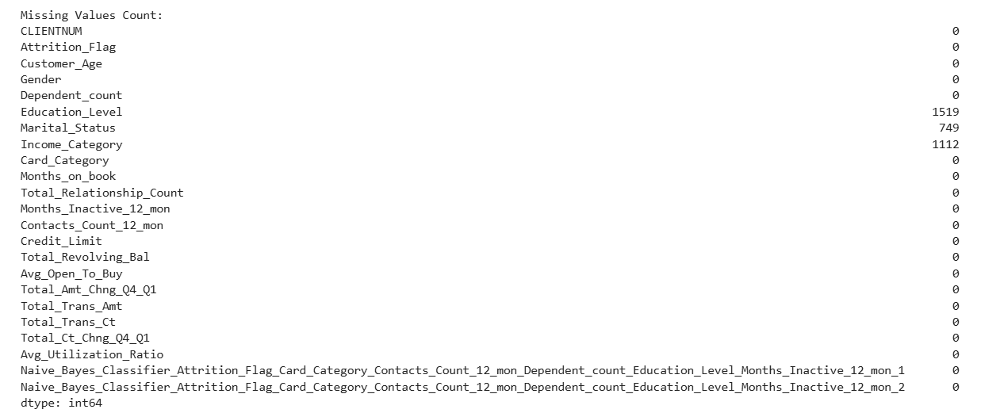 Missing Values Count:
CLIENTNUM 0
Attrition_Flag 0
Customer_Age 0
Gender 0
Dependent_count 0
Education_Level 1519
Marital_Status 749
Income_Category 1112
Card_Category 0
Months_on_book 0
Total_Relationship_Count 0
Months_Inactive_12_mon 0
Contacts_Count_12_mon 0
Credit_Limit 0
Total_Revolving_Bal 0
Avg_Open_To_Buy 0
Total_Amt_Chng_Q4_Q1 0
Total_Trans_Amt 0
Total_Trans_Ct 0
Total_Ct_Chng_Q4_Q1 0
Avg_Utilization_Ratio 0
Naive_Bayes_Classifier_Attrition_Flag_Card_Category_Contacts_Count_12_mon_Dependent_count_Education_Level_Months_Inactive_12_mon_1 0
Naive_Bayes_Classifier_Attrition_Flag_Card_Category_Contacts_Count_12_mon_Dependent_count_Education_Level_Months_Inactive_12_mon_2 0
dtype: int64